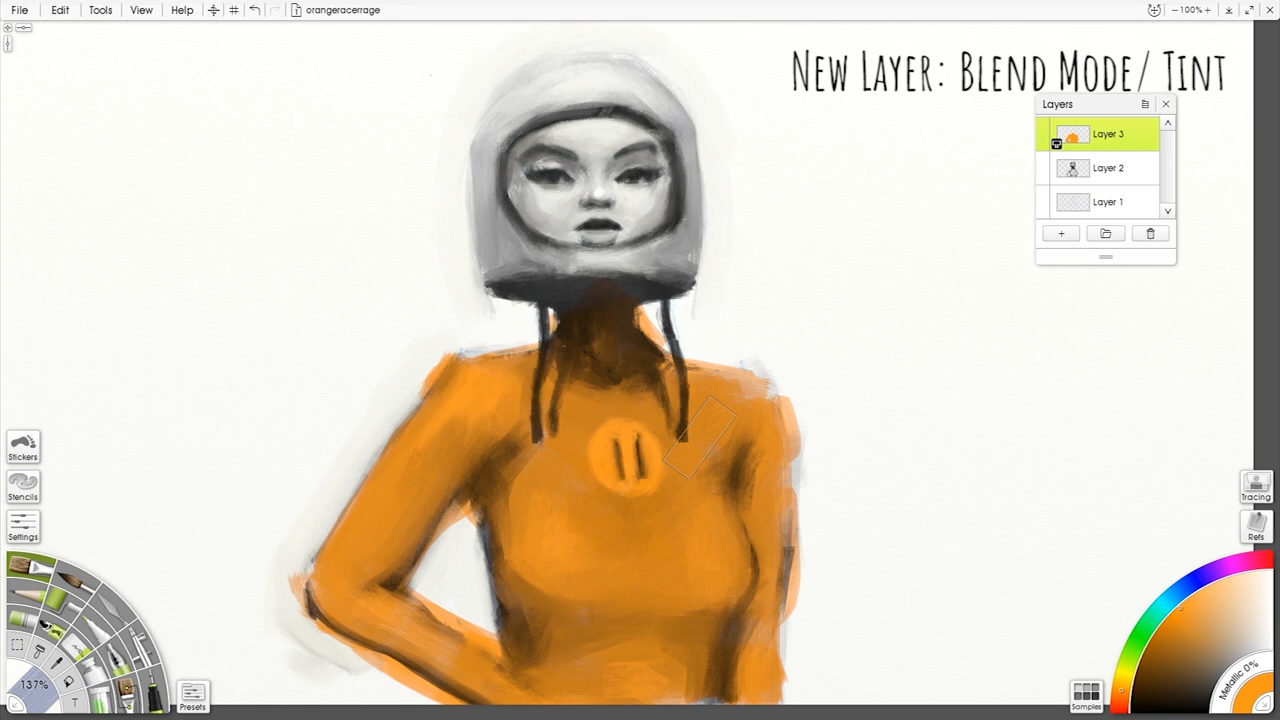 File Edit Tools View Help 1 orangeracerrage −100%+
NEW LAYER: BLEND MODE/ TINT
Layers
Layer 3
Layer 2
Layer 1
+
Stickers
Stencils
Settings
Tracing
Refs
137%
T
Presets
Samples
Metallic 0%